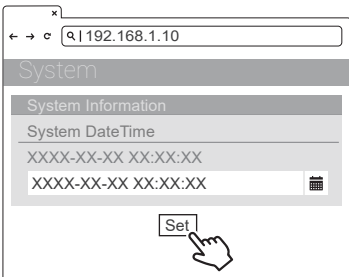 ×
192.168.1.10
System
System Information
System DateTime
XXXX-XX-XX XX:XX:XX
XXXX-XX-XX XX:XX:XX
Set